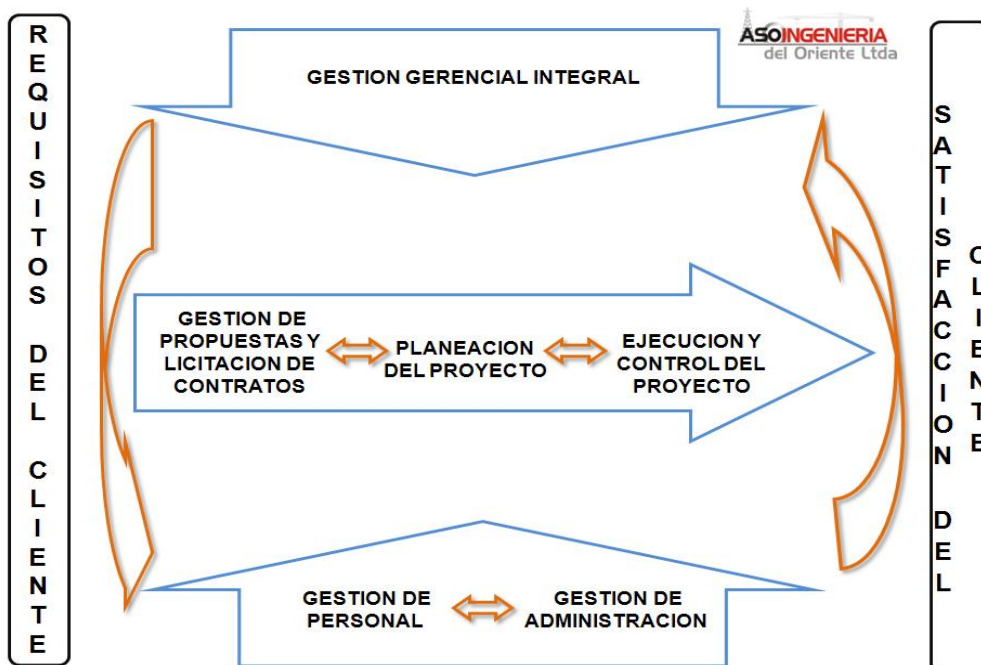 REQUISITOS DEL CLIENTE
ASOINGENIERIA
del Oriente Ltda
GESTION GERENCIAL INTEGRAL
GESTION DE
PROPUESTAS Y
LICITACION DE
CONTRATOS
PLANEACION
DEL PROYECTO
EJECUCION Y
CONTROL DEL
PROYECTO
GESTION DE
PERSONAL
GESTION DE
ADMINISTRACION
SATISFACCION DEL
CLIENTE